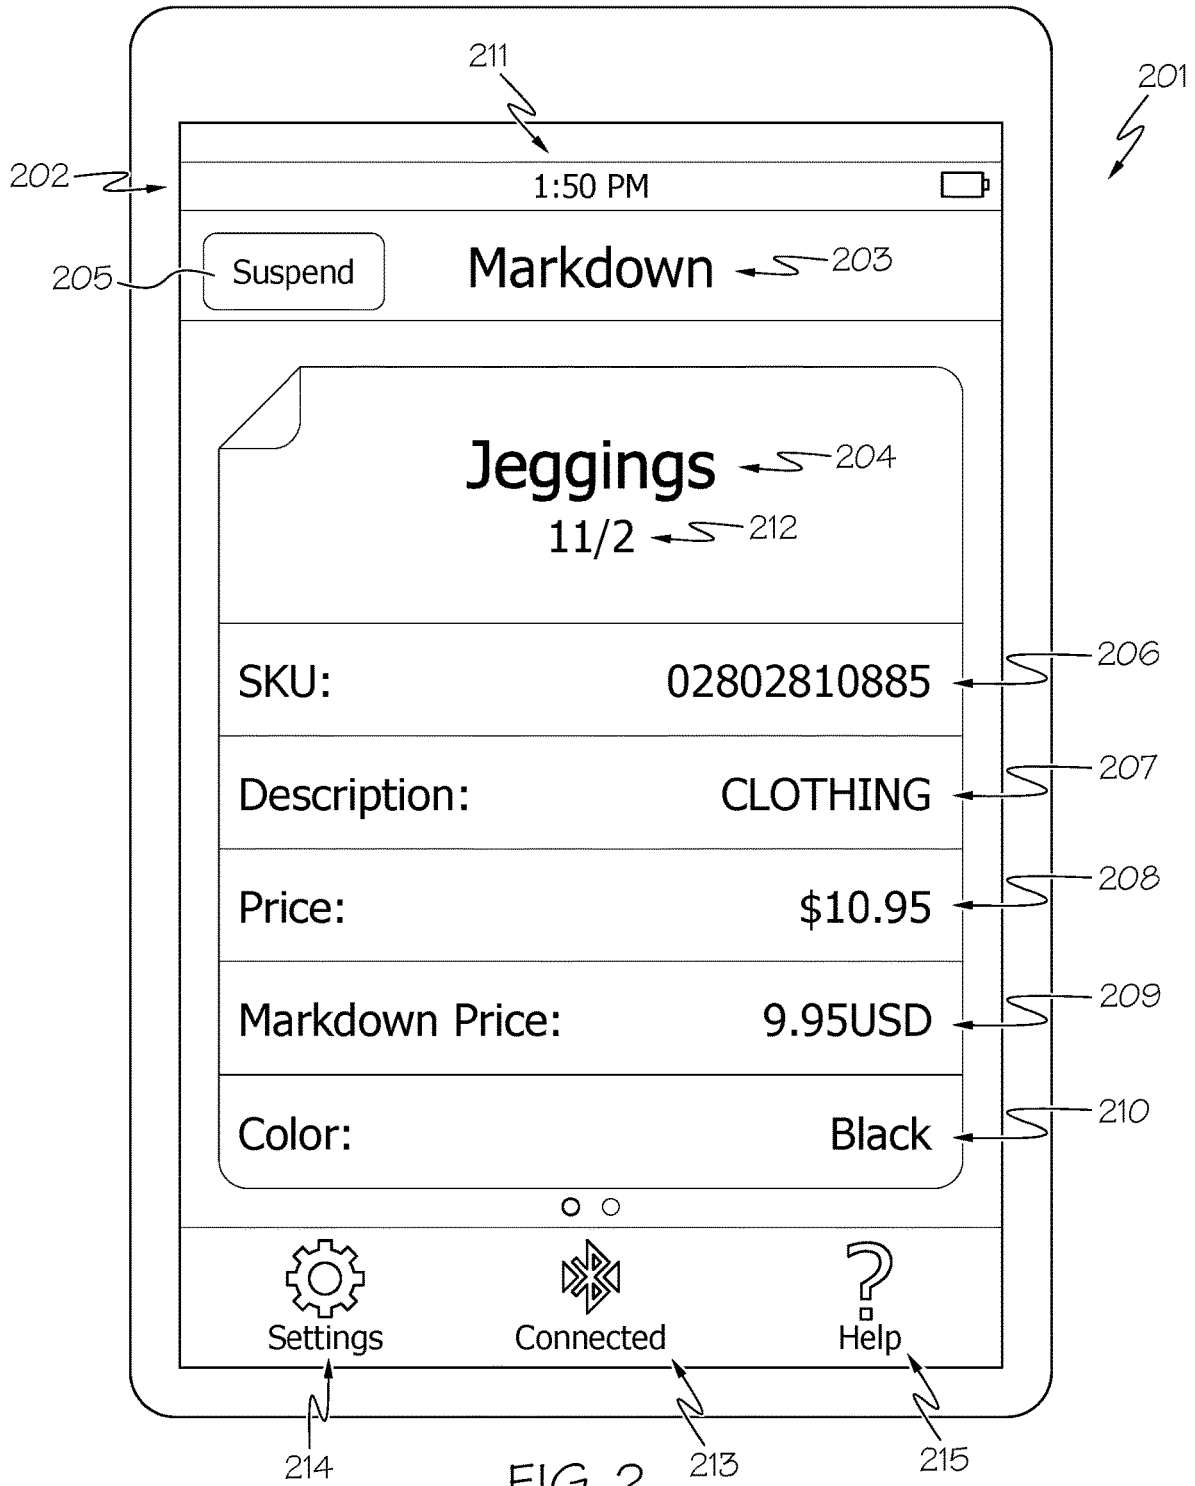 211
201
202
1:50 PM
205
Suspend
Markdown
203
Jeggings
204
11/2
212
206
SKU: 02802810885
207
Description: CLOTHING
208
Price: $10.95
209
Markdown Price: 9.95USD
210
Color: Black
Settings
Connected
Help
214
213
215
FIG. 2